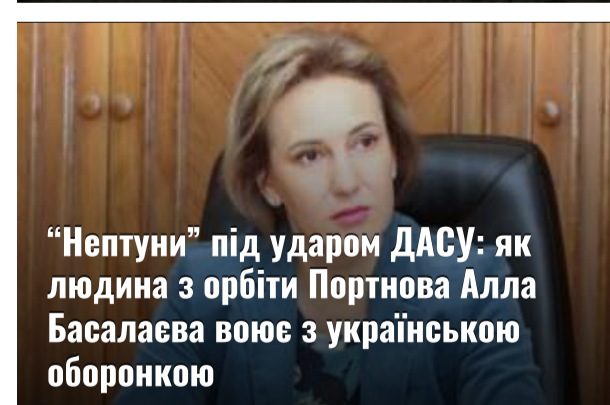 “Нептуни” під ударом ДАСУ: як
людина з орбіти Портнова Алла
Басалаєва воює з українською
оборонкою